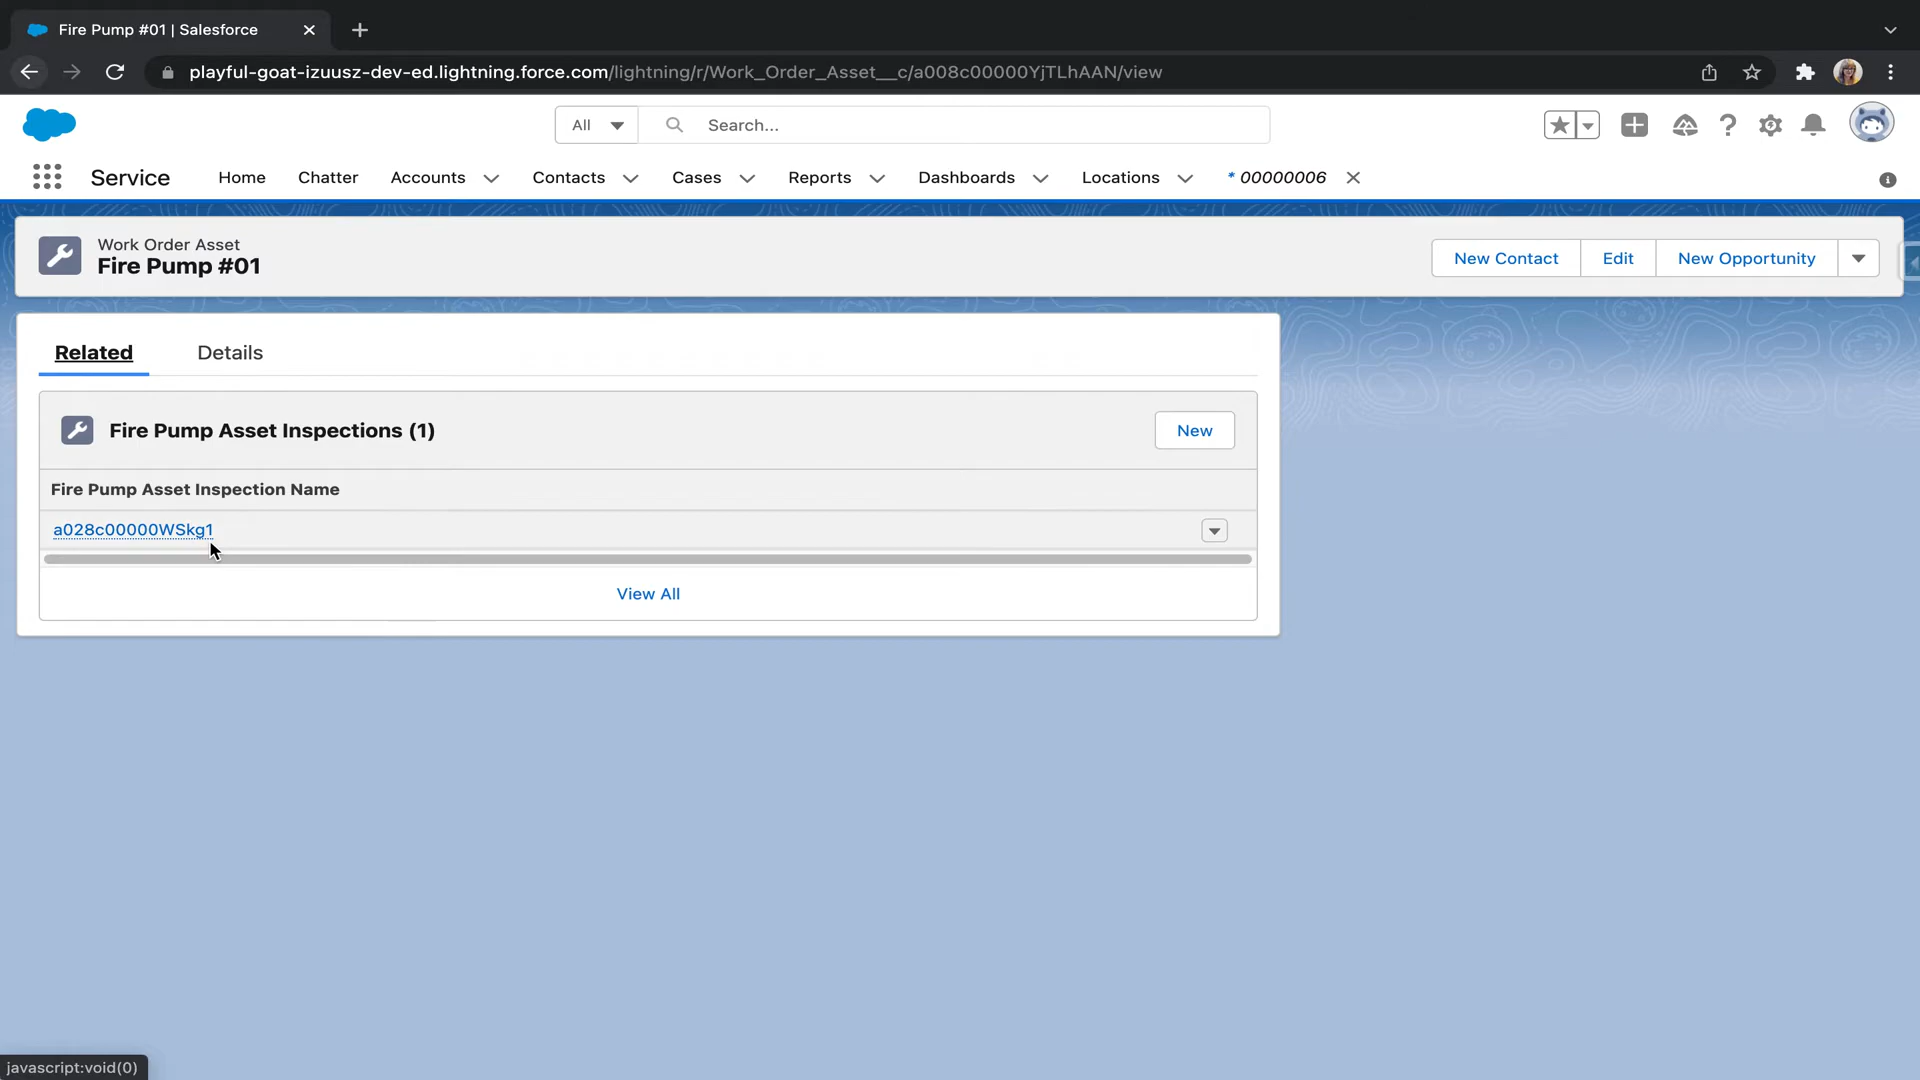 Fire Pump #01 | Salesforce
playful-goat-izuusz-dev-ed.lightning.force.com/lightning/r/Work_Order_Asset__c/a008c00000YjTLhAAN/view
All Search...
Service Home Chatter Accounts Contacts Cases Reports Dashboards Locations * 00000006
Work Order Asset
Fire Pump #01
New Contact Edit New Opportunity
Related Details
Fire Pump Asset Inspections (1)
New
Fire Pump Asset Inspection Name
a028c00000WSkg1
View All
javascript:void(0)